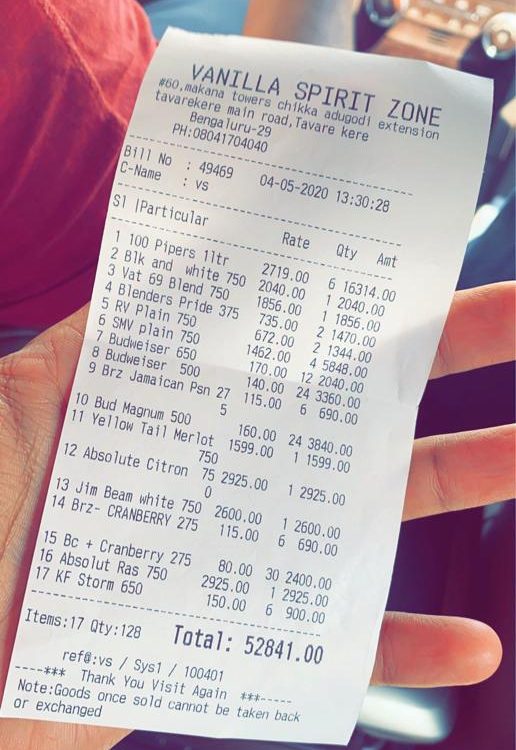 VANILLA SPIRIT ZONE
#60,makana towers chikka adugodi extension
tavarekere main road,Tavare kere
Bengaluru-29
PH:08041704040
Bill No : 49469 04-05-2020 13:30:28
C-Name : vs
Sl |Particular Rate Qty Amt
1 100 Pipers 1ltr 2719.00 6 16314.00
2 Blk and white 750 2040.00 1 2040.00
3 Vat 69 Blend 750 1856.00 1 1856.00
4 Blenders Pride 375 735.00 2 1470.00
5 RV Plain 750 672.00 2 1344.00
6 SMV plain 750 1462.00 4 5848.00
7 Budweiser 650 170.00 12 2040.00
8 Budweiser 500 140.00 24 3360.00
9 Brz Jamaican Psn 27 115.00 6 690.00
5
10 Bud Magnum 500 160.00 24 3840.00
11 Yellow Tail Merlot 1599.00 1 1599.00
750
12 Absolute Citron 75 2925.00 1 2925.00
0
13 Jim Beam white 750 2600.00 1 2600.00
14 Brz- CRANBERRY 275 115.00 6 690.00
15 Bc + Cranberry 275 80.00 30 2400.00
16 Absolut Ras 750 2925.00 1 2925.00
17 KF Storm 650 150.00 6 900.00
Items:17 Qty:128 Total: 52841.00
ref@:vs / Sys1 / 100401
----*** Thank You Visit Again ***-----
Note:Goods once sold cannot be taken back
or exchanged